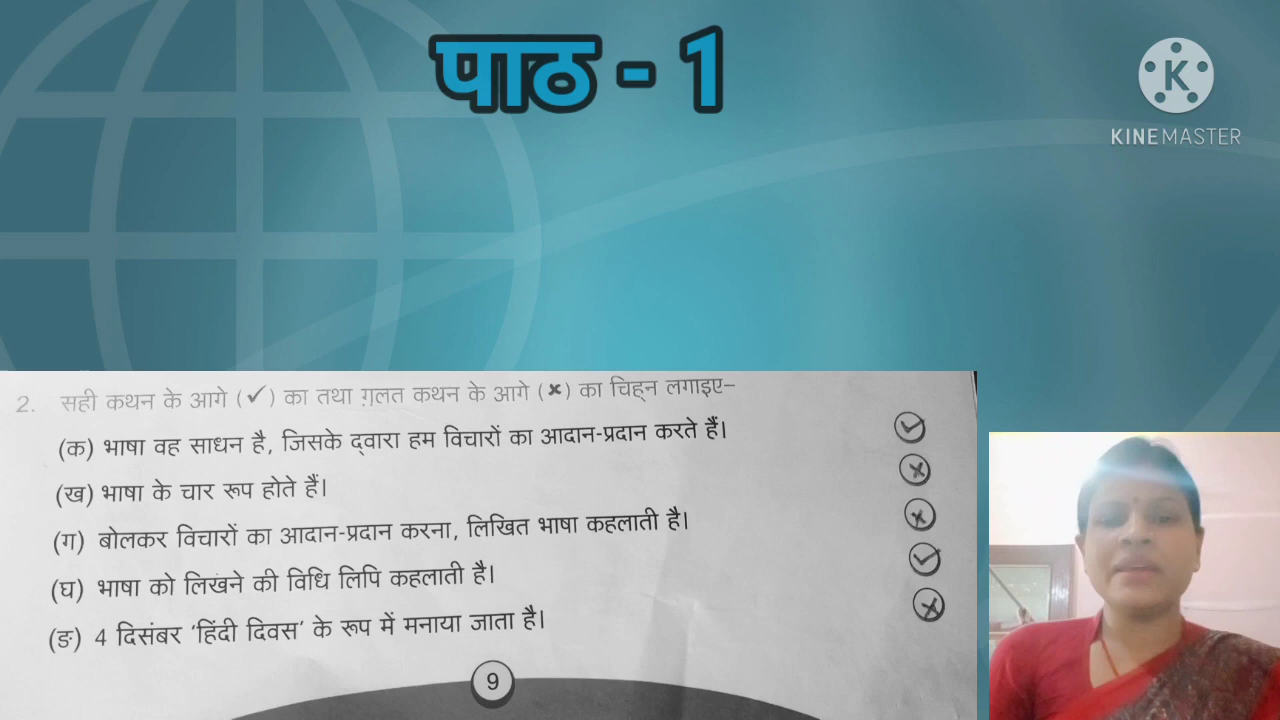 पाठ - 1
KINEMASTER
2. सही कथन के आगे (✓) का तथा ग़लत कथन के आगे (✗) का चिह्न लगाइए–
(क) भाषा वह साधन है, जिसके द्वारा हम विचारों का आदान-प्रदान करते हैं। ✓
(ख) भाषा के चार रूप होते हैं। ✗
(ग) बोलकर विचारों का आदान-प्रदान करना, लिखित भाषा कहलाती है। ✗
(घ) भाषा को लिखने की विधि लिपि कहलाती है। ✓
(ङ) 4 दिसंबर ‘हिंदी दिवस’ के रूप में मनाया जाता है। ✗
9